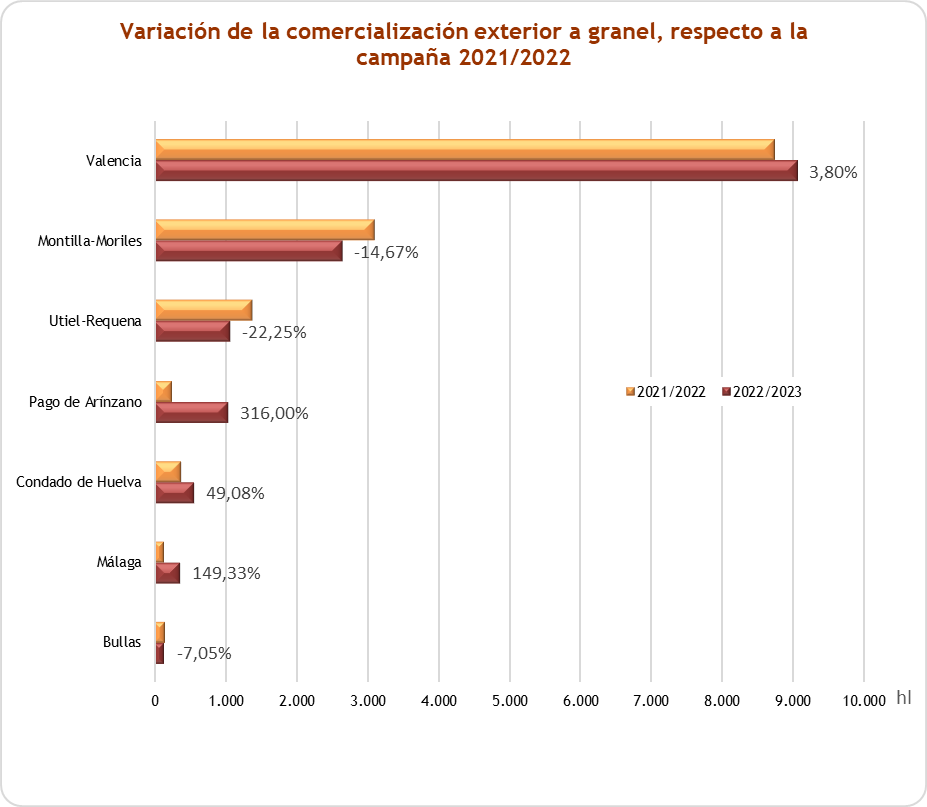 Variación de la comercialización exterior a granel, respecto a la
campaña 2021/2022
Valencia
3,80%
Montilla-Moriles
-14,67%
Utiel-Requena
-22,25%
Pago de Arínzano
316,00%
2021/2022
2022/2023
Condado de Huelva
49,08%
Málaga
149,33%
Bullas
-7,05%
0 1.000 2.000 3.000 4.000 5.000 6.000 7.000 8.000 9.000 10.000 hl